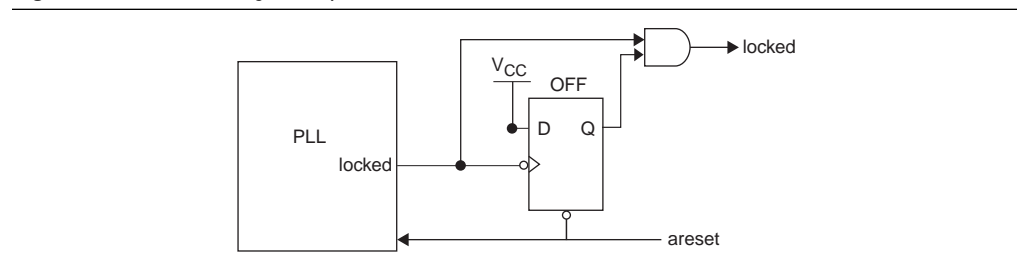 locked
VCC
OFF
D Q
PLL
locked
areset